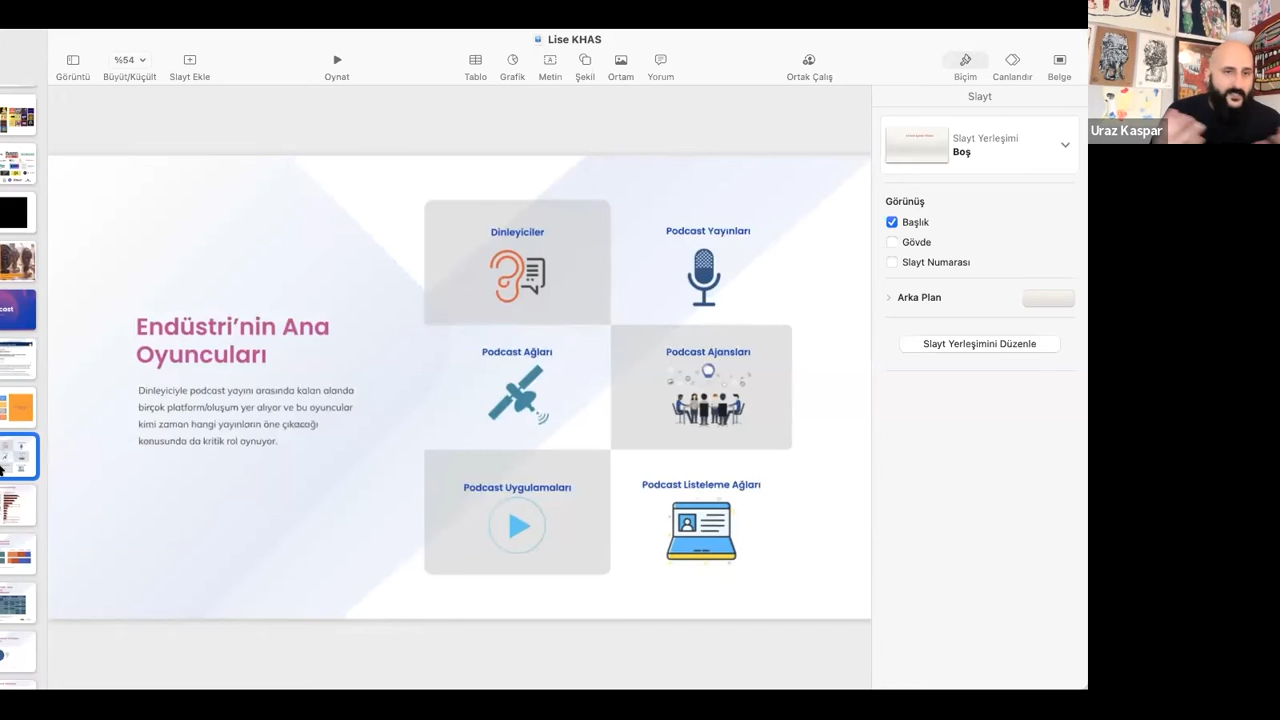 Lise KHAS
%54
Görüntü
Büyüt/Küçült
Slayt Ekle
Oynat
Tablo
Grafik
Metin
Şekil
Ortam
Yorum
Ortak Çalış
Biçim
Canlandır
Belge
Uraz Kaspar
Slayt
Slayt Yerleşimi
Boş
Görünüş
Başlık
Gövde
Slayt Numarası
Arka Plan
Slayt Yerleşimini Düzenle
Endüstri’nin Ana
Oyuncuları
Dinleyiciyle podcast yayını arasında kalan alanda
birçok platform/oluşum yer alıyor ve bu oyuncular
kimi zaman hangi yayınların öne çıkacağı
konusunda da kritik rol oynuyor.
Dinleyiciler
Podcast Yayınları
Podcast Ağları
Podcast Ajansları
Podcast Uygulamaları
Podcast Listeleme Ağları